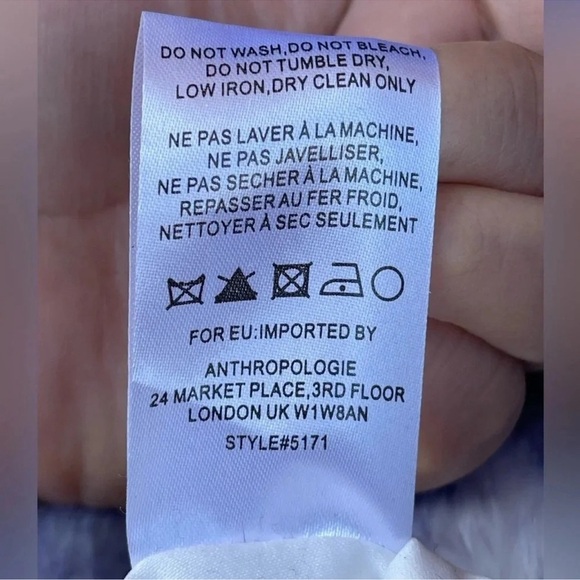 DO NOT WASH,DO NOT BLEACH,
DO NOT TUMBLE DRY,
LOW IRON,DRY CLEAN ONLY
NE PAS LAVER À LA MACHINE,
NE PAS JAVELLISER,
NE PAS SECHER À LA MACHINE,
REPASSER AU FER FROID,
NETTOYER À SEC SEULEMENT
FOR EU:IMPORTED BY
ANTHROPOLOGIE
24 MARKET PLACE,3RD FLOOR
LONDON UK W1W8AN
STYLE#5171